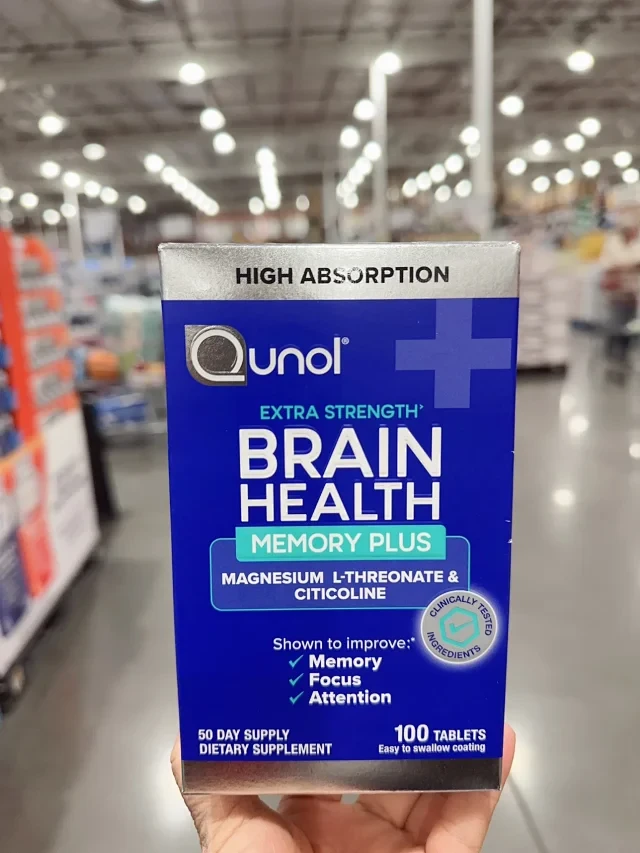 HIGH ABSORPTION
Qunol®
EXTRA STRENGTH›
BRAIN
HEALTH
MEMORY PLUS
MAGNESIUM L-THREONATE &
CITICOLINE
CLINICALLY TESTED
INGREDIENTS
Shown to improve:*
Memory
Focus
Attention
50 DAY SUPPLY
DIETARY SUPPLEMENT
100 TABLETS
Easy to swallow coating